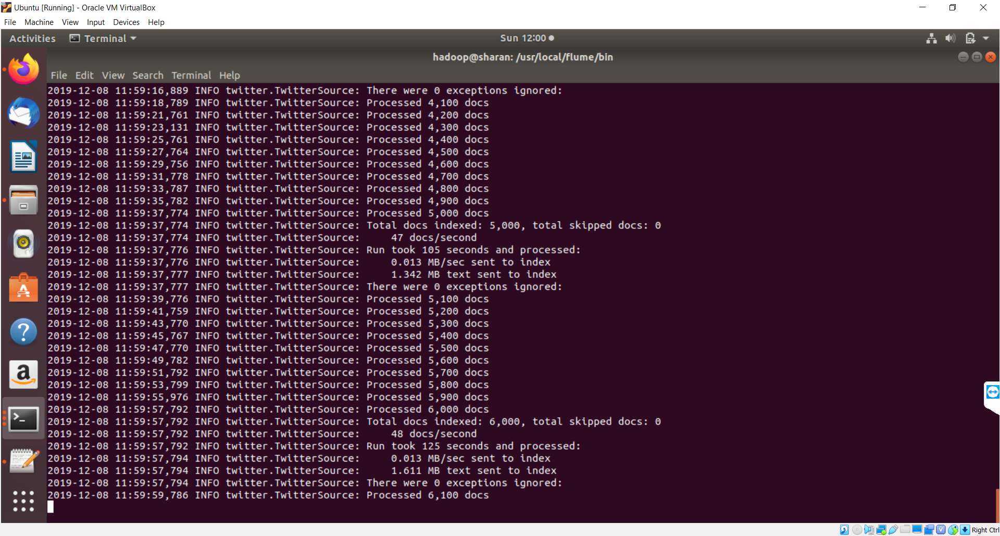 Ubuntu [Running] - Oracle VM VirtualBox
File Machine View Input Devices Help
Activities Terminal Sun 12:00
hadoop@sharan: /usr/local/flume/bin
File Edit View Search Terminal Help
2019-12-08 11:59:16,889 INFO twitter.TwitterSource: There were 0 exceptions ignored:
2019-12-08 11:59:18,789 INFO twitter.TwitterSource: Processed 4,100 docs
2019-12-08 11:59:21,761 INFO twitter.TwitterSource: Processed 4,200 docs
2019-12-08 11:59:23,131 INFO twitter.TwitterSource: Processed 4,300 docs
2019-12-08 11:59:25,761 INFO twitter.TwitterSource: Processed 4,400 docs
2019-12-08 11:59:27,764 INFO twitter.TwitterSource: Processed 4,500 docs
2019-12-08 11:59:29,756 INFO twitter.TwitterSource: Processed 4,600 docs
2019-12-08 11:59:31,778 INFO twitter.TwitterSource: Processed 4,700 docs
2019-12-08 11:59:33,787 INFO twitter.TwitterSource: Processed 4,800 docs
2019-12-08 11:59:35,782 INFO twitter.TwitterSource: Processed 4,900 docs
2019-12-08 11:59:37,774 INFO twitter.TwitterSource: Processed 5,000 docs
2019-12-08 11:59:37,774 INFO twitter.TwitterSource: Total docs indexed: 5,000, total skipped docs: 0
2019-12-08 11:59:37,774 INFO twitter.TwitterSource:     47 docs/second
2019-12-08 11:59:37,776 INFO twitter.TwitterSource: Run took 105 seconds and processed:
2019-12-08 11:59:37,776 INFO twitter.TwitterSource:     0.013 MB/sec sent to index
2019-12-08 11:59:37,777 INFO twitter.TwitterSource:     1.342 MB text sent to index
2019-12-08 11:59:37,777 INFO twitter.TwitterSource: There were 0 exceptions ignored:
2019-12-08 11:59:39,776 INFO twitter.TwitterSource: Processed 5,100 docs
2019-12-08 11:59:41,759 INFO twitter.TwitterSource: Processed 5,200 docs
2019-12-08 11:59:43,770 INFO twitter.TwitterSource: Processed 5,300 docs
2019-12-08 11:59:45,767 INFO twitter.TwitterSource: Processed 5,400 docs
2019-12-08 11:59:47,770 INFO twitter.TwitterSource: Processed 5,500 docs
2019-12-08 11:59:49,782 INFO twitter.TwitterSource: Processed 5,600 docs
2019-12-08 11:59:51,792 INFO twitter.TwitterSource: Processed 5,700 docs
2019-12-08 11:59:53,799 INFO twitter.TwitterSource: Processed 5,800 docs
2019-12-08 11:59:55,976 INFO twitter.TwitterSource: Processed 5,900 docs
2019-12-08 11:59:57,792 INFO twitter.TwitterSource: Processed 6,000 docs
2019-12-08 11:59:57,792 INFO twitter.TwitterSource: Total docs indexed: 6,000, total skipped docs: 0
2019-12-08 11:59:57,792 INFO twitter.TwitterSource:     48 docs/second
2019-12-08 11:59:57,792 INFO twitter.TwitterSource: Run took 125 seconds and processed:
2019-12-08 11:59:57,794 INFO twitter.TwitterSource:     0.013 MB/sec sent to index
2019-12-08 11:59:57,794 INFO twitter.TwitterSource:     1.611 MB text sent to index
2019-12-08 11:59:57,794 INFO twitter.TwitterSource: There were 0 exceptions ignored:
2019-12-08 11:59:59,786 INFO twitter.TwitterSource: Processed 6,100 docs
Right Ctrl